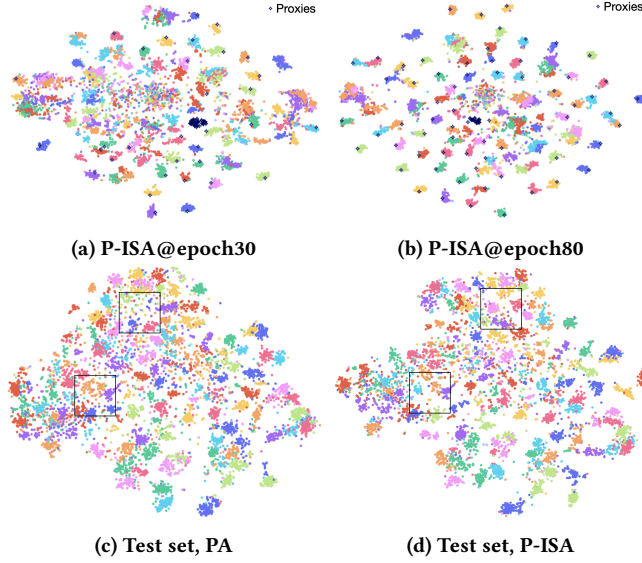 ⋄ Proxies
⋄ Proxies
(a) P-ISA@epoch30
(b) P-ISA@epoch80
(c) Test set, PA
(d) Test set, P-ISA